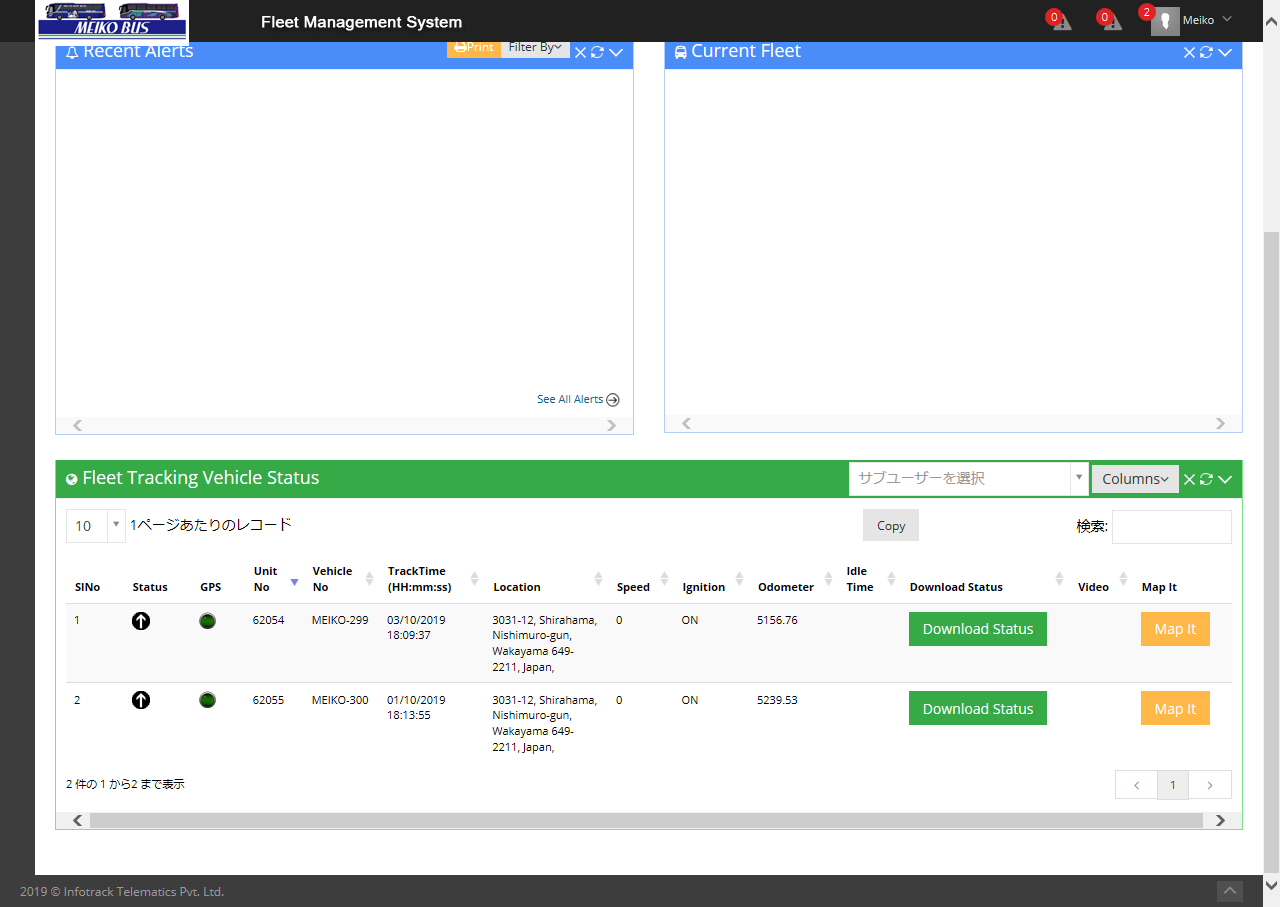 MEIKO BUS
Fleet Management System
0
0
2
Meiko
Recent Alerts
Print
Filter By
Current Fleet
See All Alerts
Fleet Tracking Vehicle Status
サブユーザーを選択
Columns
10
1ページあたりのレコード
Copy
検索:
SlNo Status GPS Unit No Vehicle No TrackTime (HH:mm:ss) Location Speed Ignition Odometer Idle Time Download Status Video Map It
1 62054 MEIKO-299 03/10/2019 18:09:37 3031-12, Shirahama, Nishimuro-gun, Wakayama 649-2211, Japan, 0 ON 5156.76 Download Status Map It
2 62055 MEIKO-300 01/10/2019 18:13:55 3031-12, Shirahama, Nishimuro-gun, Wakayama 649-2211, Japan, 0 ON 5239.53 Download Status Map It
2 件の 1 から2 まで表示
1
2019 © Infotrack Telematics Pvt. Ltd.